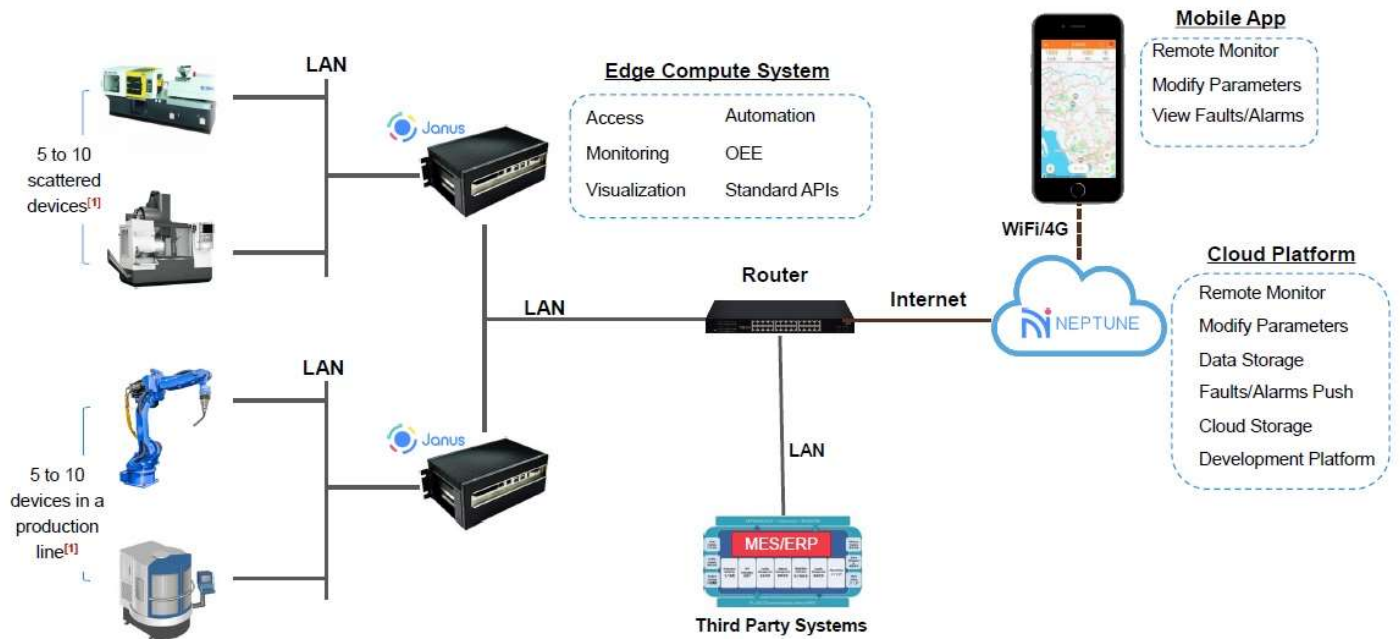 Mobile App
Remote Monitor
Modify Parameters
View Faults/Alarms
LAN
Edge Compute System
Janus
Access
Automation
Monitoring
OEE
Visualization
Standard APIs
5 to 10
scattered
devices[1]
WiFi/4G
Cloud Platform
Remote Monitor
Modify Parameters
Data Storage
Faults/Alarms Push
Cloud Storage
Development Platform
Router
Internet
NEPTUNE
LAN
LAN
Janus
5 to 10
devices in a
production
line[1]
LAN
MES/ERP
Third Party Systems